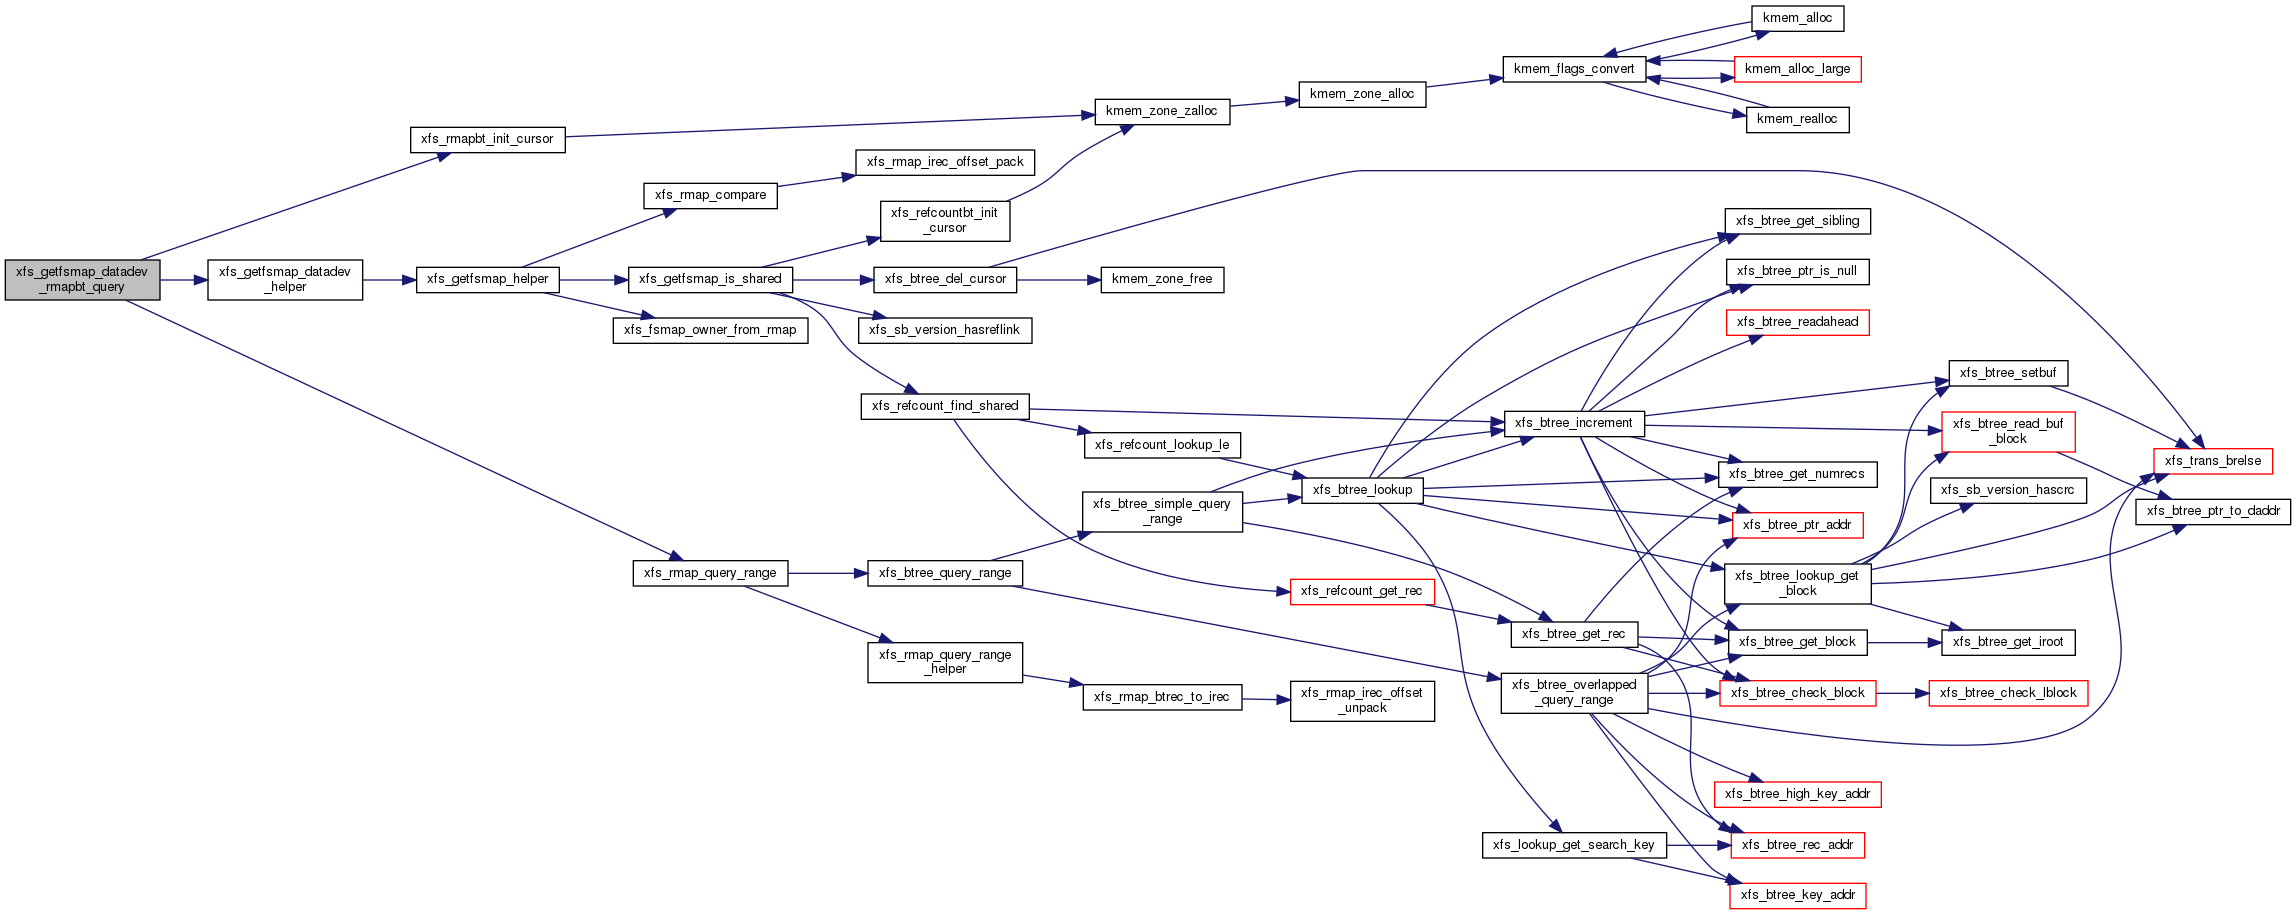 xfs_getfsmap_datadev
_rmapbt_query
xfs_rmapbt_init_cursor
xfs_getfsmap_datadev
_helper
xfs_getfsmap_helper
xfs_rmap_compare
xfs_rmap_irec_offset_pack
xfs_getfsmap_is_shared
xfs_fsmap_owner_from_rmap
xfs_refcountbt_init
_cursor
xfs_btree_del_cursor
xfs_sb_version_hasreflink
xfs_refcount_find_shared
kmem_zone_zalloc
kmem_zone_alloc
kmem_flags_convert
kmem_alloc
kmem_alloc_large
kmem_realloc
kmem_zone_free
xfs_refcount_lookup_le
xfs_rmap_query_range
xfs_btree_query_range
xfs_rmap_query_range
_helper
xfs_btree_simple_query
_range
xfs_rmap_btrec_to_irec
xfs_rmap_irec_offset
_unpack
xfs_btree_lookup
xfs_refcount_get_rec
xfs_btree_increment
xfs_btree_get_rec
xfs_btree_overlapped
_query_range
xfs_lookup_get_search_key
xfs_btree_get_sibling
xfs_btree_ptr_is_null
xfs_btree_readahead
xfs_btree_get_numrecs
xfs_btree_ptr_addr
xfs_btree_lookup_get
_block
xfs_btree_get_block
xfs_btree_check_block
xfs_btree_high_key_addr
xfs_btree_rec_addr
xfs_btree_key_addr
xfs_btree_setbuf
xfs_btree_read_buf
_block
xfs_sb_version_hascrc
xfs_btree_get_iroot
xfs_btree_check_lblock
xfs_trans_brelse
xfs_btree_ptr_to_daddr